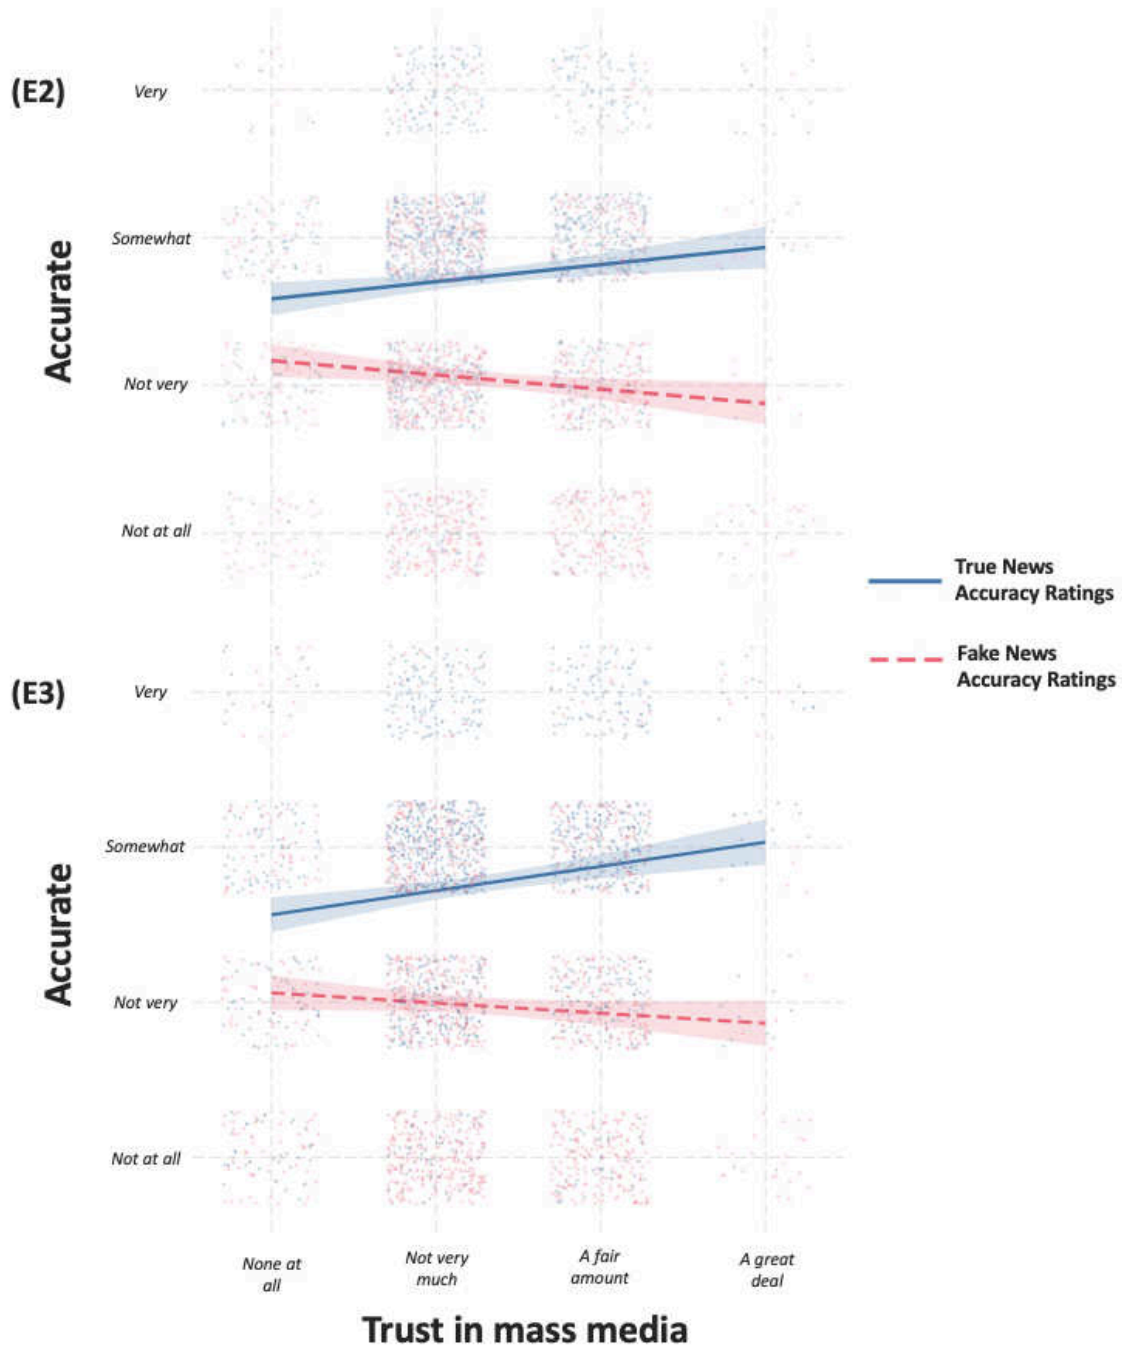 (E2)
Very
Somewhat
Accurate
Not very
Not at all
True News
Accuracy Ratings
Fake News
Accuracy Ratings
(E3)
Very
Somewhat
Accurate
Not very
Not at all
None at
all
Not very
much
A fair
amount
A great
deal
Trust in mass media